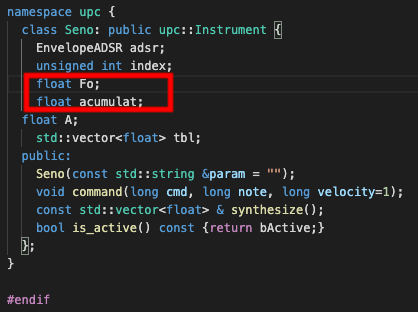 namespace upc {
  class Seno: public upc::Instrument {
    EnvelopeADSR adsr;
    unsigned int index;
    float Fo;
    float acumulat;
  float A;
    std::vector<float> tbl;
  public:
    Seno(const std::string &param = "");
    void command(long cmd, long note, long velocity=1);
    const std::vector<float> & synthesize();
    bool is_active() const {return bActive;}
  };
}
#endif